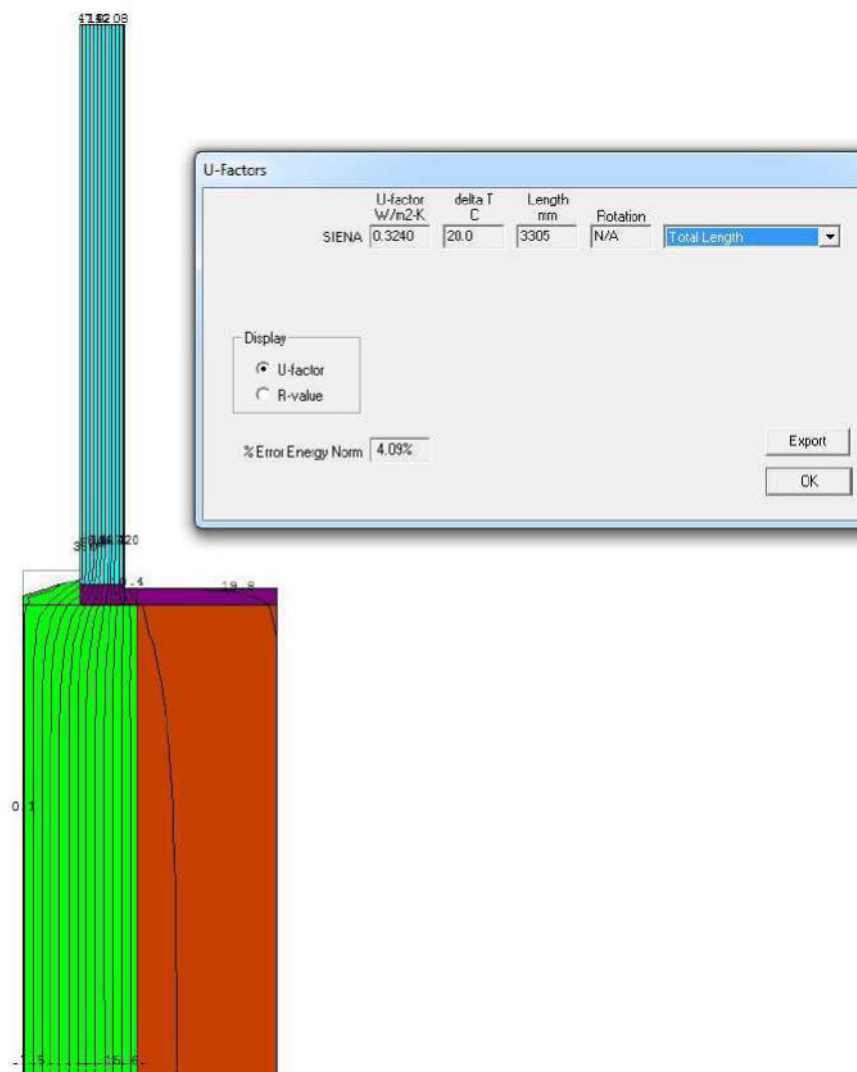 U-Factors
U-factor delta T Length
W/m2-K C mm Rotation
SIENA 0.3240 20.0 3305 N/A Total Length
Display
U-factor
R-value
% Error Energy Norm 4.09%
Export
OK
19.8
0.1